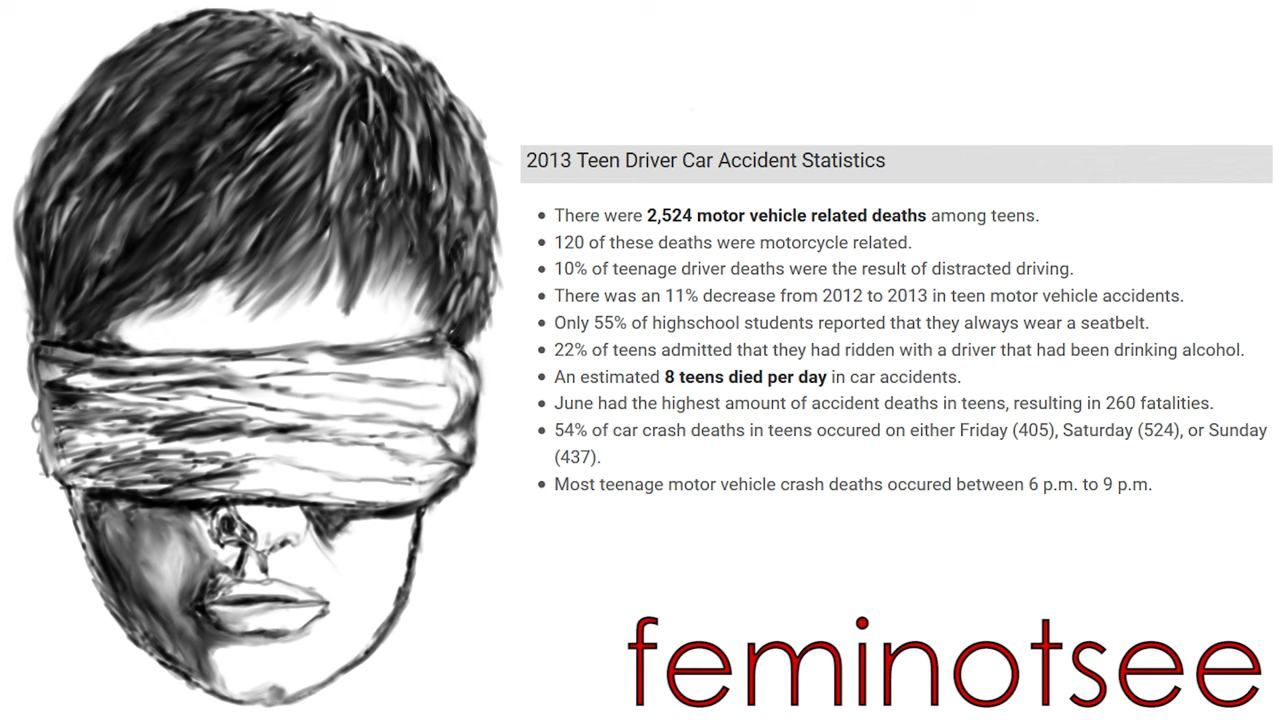 2013 Teen Driver Car Accident Statistics
There were 2,524 motor vehicle related deaths among teens.
120 of these deaths were motorcycle related.
10% of teenage driver deaths were the result of distracted driving.
There was an 11% decrease from 2012 to 2013 in teen motor vehicle accidents.
Only 55% of highschool students reported that they always wear a seatbelt.
22% of teens admitted that they had ridden with a driver that had been drinking alcohol.
An estimated 8 teens died per day in car accidents.
June had the highest amount of accident deaths in teens, resulting in 260 fatalities.
54% of car crash deaths in teens occured on either Friday (405), Saturday (524), or Sunday
(437).
Most teenage motor vehicle crash deaths occured between 6 p.m. to 9 p.m.
feminotsee